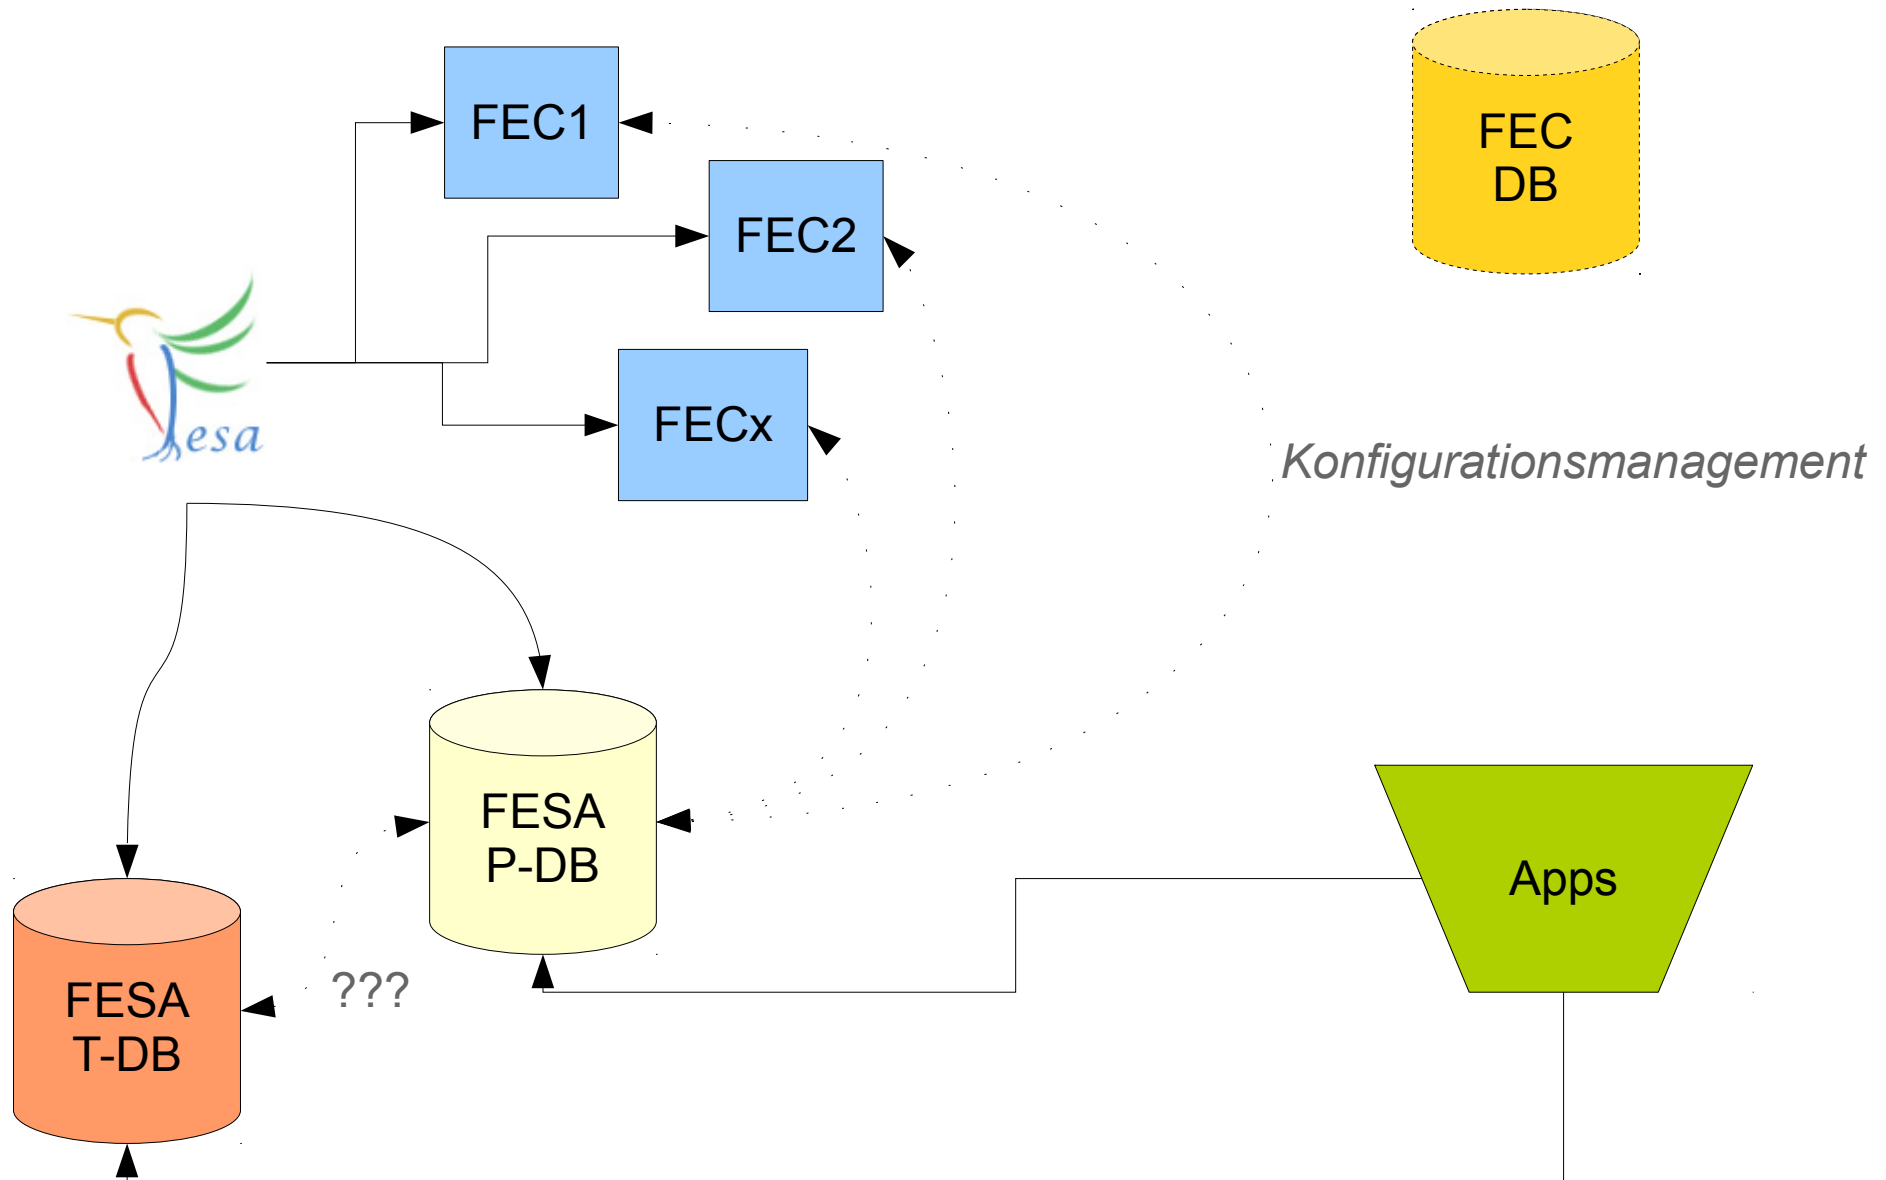 FEC1
FEC
DB
FEC2
FECx
esa
Konfigurationsmanagement
FESA
P-DB
Apps
???
FESA
T-DB